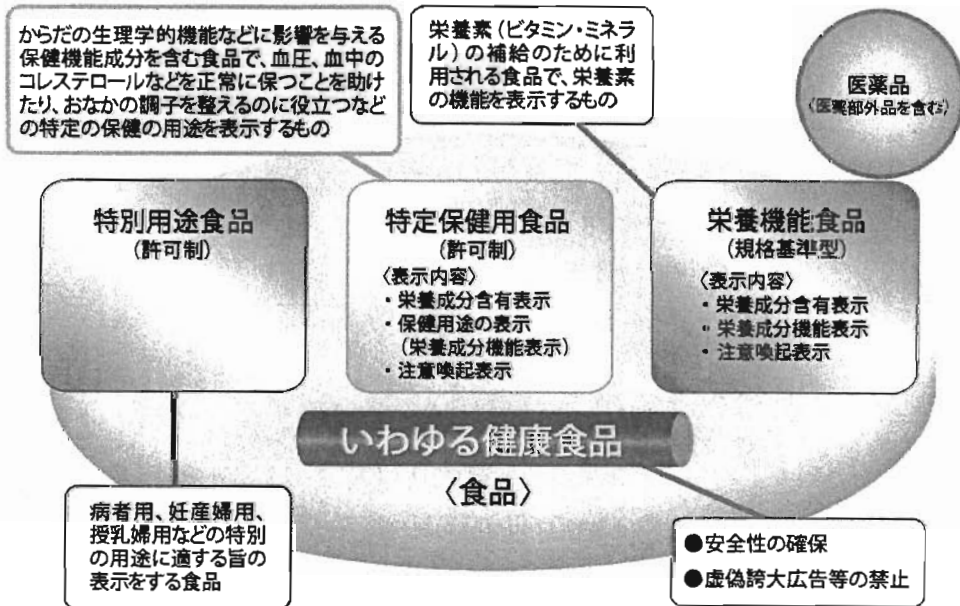 からだの生理学的機能などに影響を与える
保健機能成分を含む食品で、血圧、血中の
コレステロールなどを正常に保つことを助け
たり、おなかの調子を整えるのに役立つなど
の特定の保健の用途を表示するもの
栄養素(ビタミン・ミネラ
ル)の補給のために利
用される食品で、栄養素
の機能を表示するもの
医薬品
(医薬部外品を含む)
特別用途食品
(許可制)
特定保健用食品
(許可制)
〈表示内容〉
・栄養成分含有表示
・保健用途の表示
(栄養成分機能表示)
・注意喚起表示
栄養機能食品
(規格基準型)
〈表示内容〉
・栄養成分含有表示
・栄養成分機能表示
・注意喚起表示
いわゆる健康食品
〈食品〉
病者用、妊産婦用、
授乳婦用などの特別
の用途に適する旨の
表示をする食品
●安全性の確保
●虚偽誇大広告等の禁止